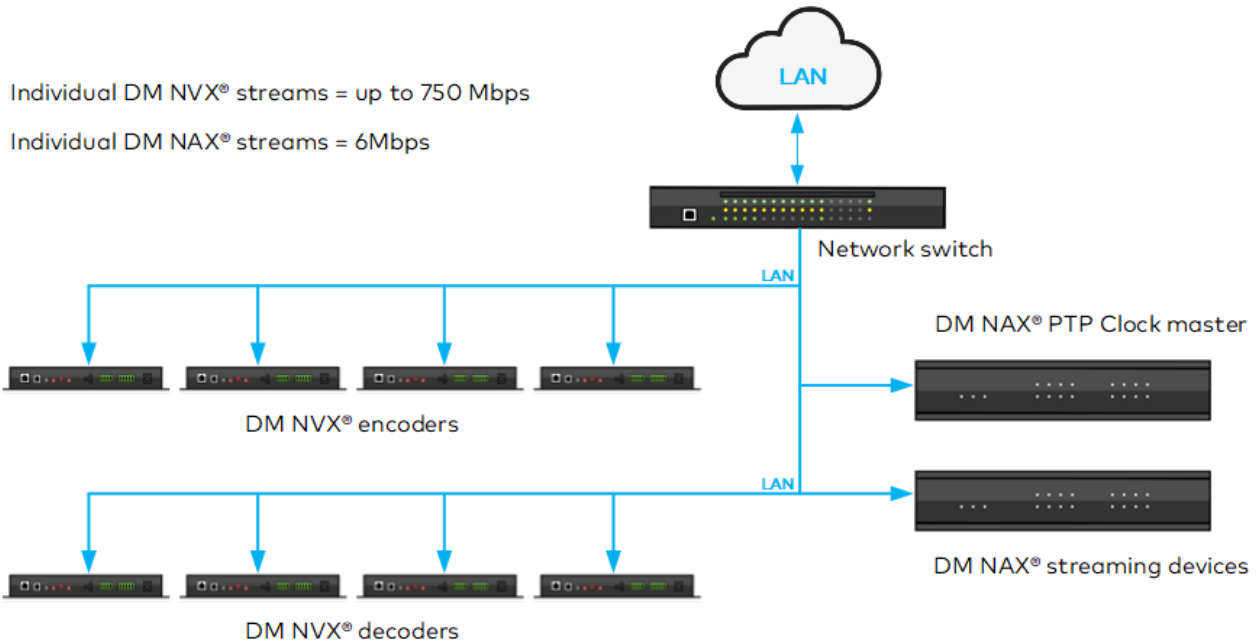 LAN
Individual DM NVX® streams = up to 750 Mbps
Individual DM NAX® streams = 6Mbps
Network switch
LAN
DM NAX® PTP Clock master
DM NVX® encoders
LAN
DM NAX® streaming devices
DM NVX® decoders